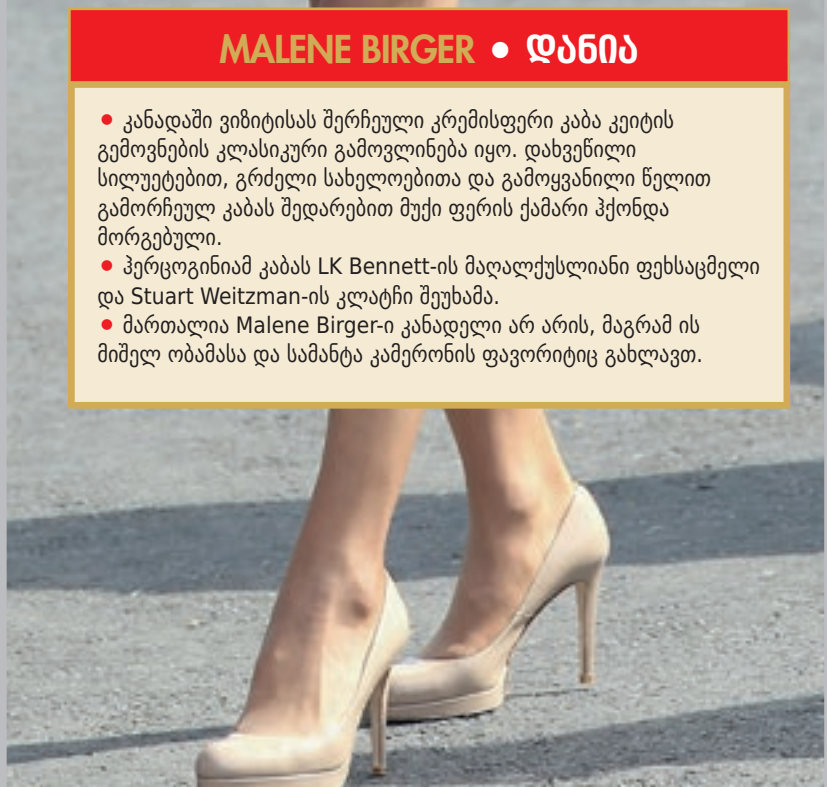 MALENE BIRGER • ᲓᲐᲜᲘᲐ
• კანადაში ვიზიტისას შერჩეული კრემისფერი კაბა კეიტის
გემოვნების კლასიკური გამოვლინება იყო. დახვეწილი
სილუეტებით, გრძელი სახელოებითა და გამოყვანილი წელით
გამორჩეულ კაბას შედარებით მუქი ფერის ქამარი ჰქონდა
მორგებული.
• ჰერცოგინიამ კაბას LK Bennett-ის მაღალქუსლიანი ფეხსაცმელი
და Stuart Weitzman-ის კლატჩი შეუხამა.
• მართალია Malene Birger-ი კანადელი არ არის, მაგრამ ის
მიშელ ობამასა და სამანტა კამერონის ფავორიტიც გახლავთ.